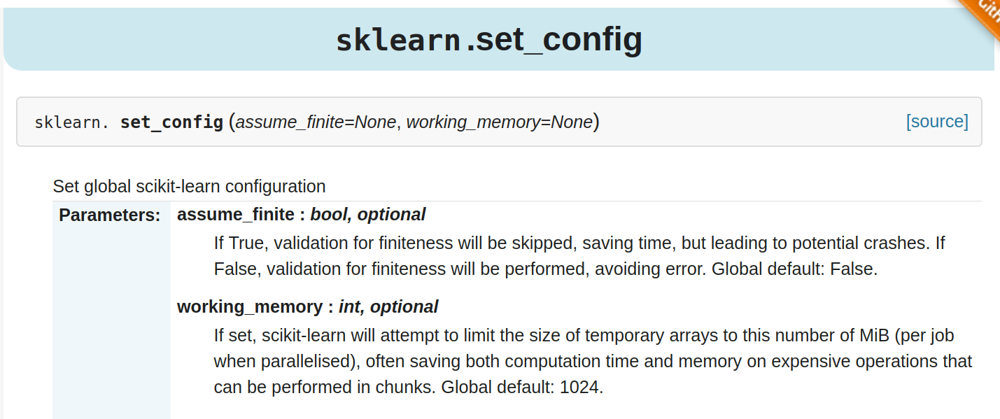 sklearn.set_config
sklearn. set_config (assume_finite=None, working_memory=None)
[source]
Set global scikit-learn configuration
Parameters:
assume_finite : bool, optional
If True, validation for finiteness will be skipped, saving time, but leading to potential crashes. If
False, validation for finiteness will be performed, avoiding error. Global default: False.
working_memory : int, optional
If set, scikit-learn will attempt to limit the size of temporary arrays to this number of MiB (per job
when parallelised), often saving both computation time and memory on expensive operations that
can be performed in chunks. Global default: 1024.